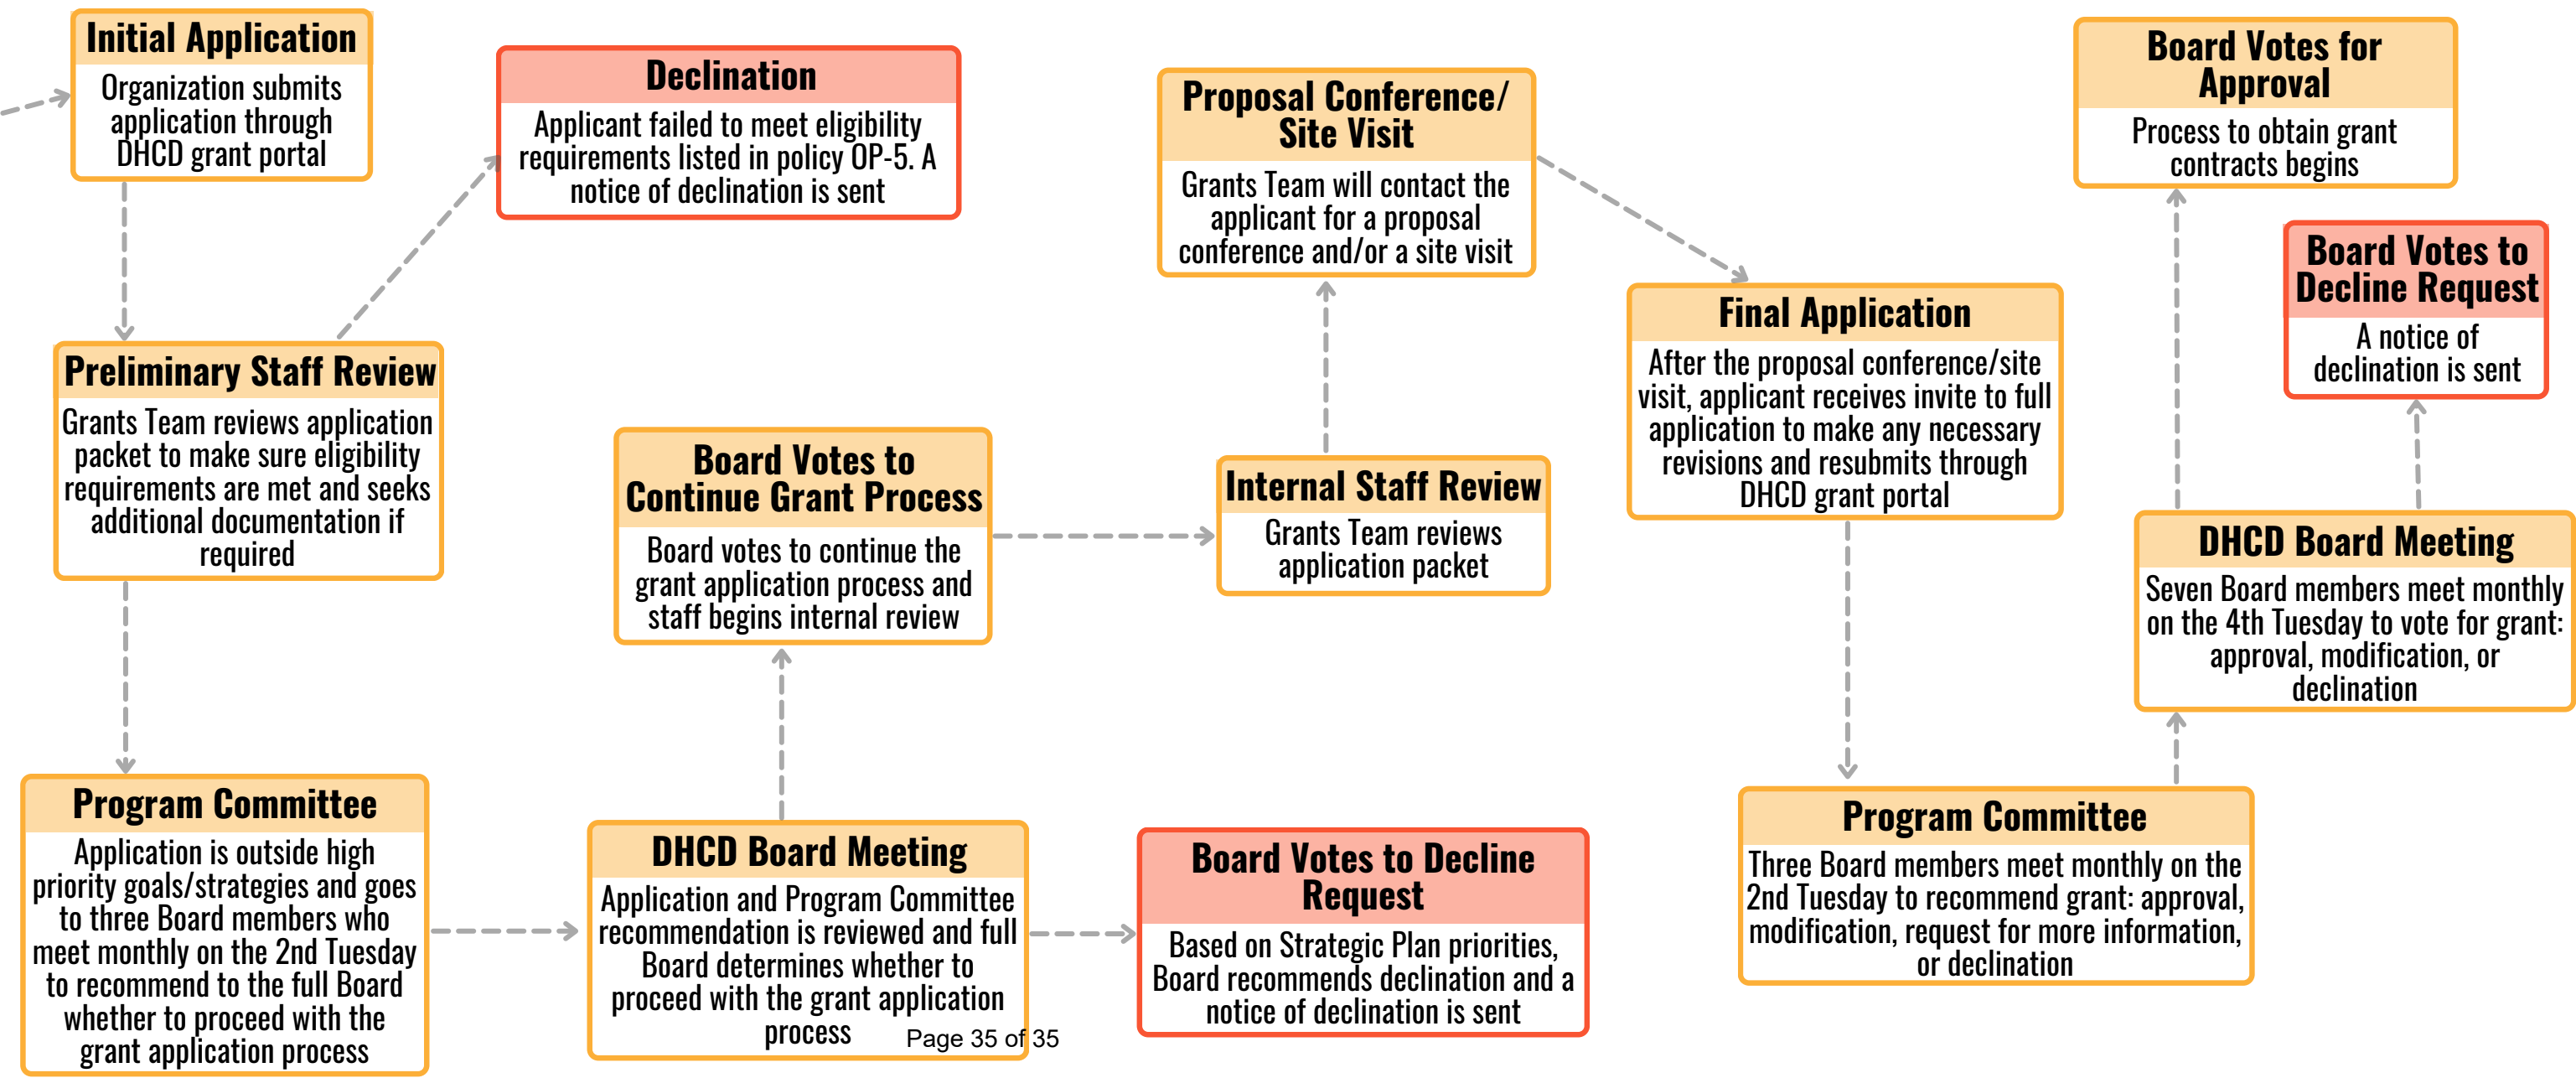 Initial Application
Organization submits
application through
DHCD grant portal
Declination
Applicant failed to meet eligibility
requirements listed in policy OP-5. A
notice of declination is sent
Preliminary Staff Review
Grants Team reviews application
packet to make sure eligibility
requirements are met and seeks
additional documentation if
required
Program Committee
Application is outside high
priority goals/strategies and goes
to three Board members who
meet monthly on the 2nd Tuesday
to recommend to the full Board
whether to proceed with the
grant application process
DHCD Board Meeting
Application and Program Committee
recommendation is reviewed and full
Board determines whether to
proceed with the grant application
process
Board Votes to Decline
Request
Based on Strategic Plan priorities,
Board recommends declination and a
notice of declination is sent
Board Votes to
Continue Grant Process
Board votes to continue the
grant application process and
staff begins internal review
Internal Staff Review
Grants Team reviews
application packet
Proposal Conference/
Site Visit
Grants Team will contact the
applicant for a proposal
conference and/or a site visit
Final Application
After the proposal conference/site
visit, applicant receives invite to full
application to make any necessary
revisions and resubmits through
DHCD grant portal
Program Committee
Three Board members meet monthly on the
2nd Tuesday to recommend grant: approval,
modification, request for more information,
or declination
DHCD Board Meeting
Seven Board members meet monthly
on the 4th Tuesday to vote for grant:
approval, modification, or
declination
Board Votes for
Approval
Process to obtain grant
contracts begins
Board Votes to
Decline Request
A notice of
declination is sent
Page 35 of 35